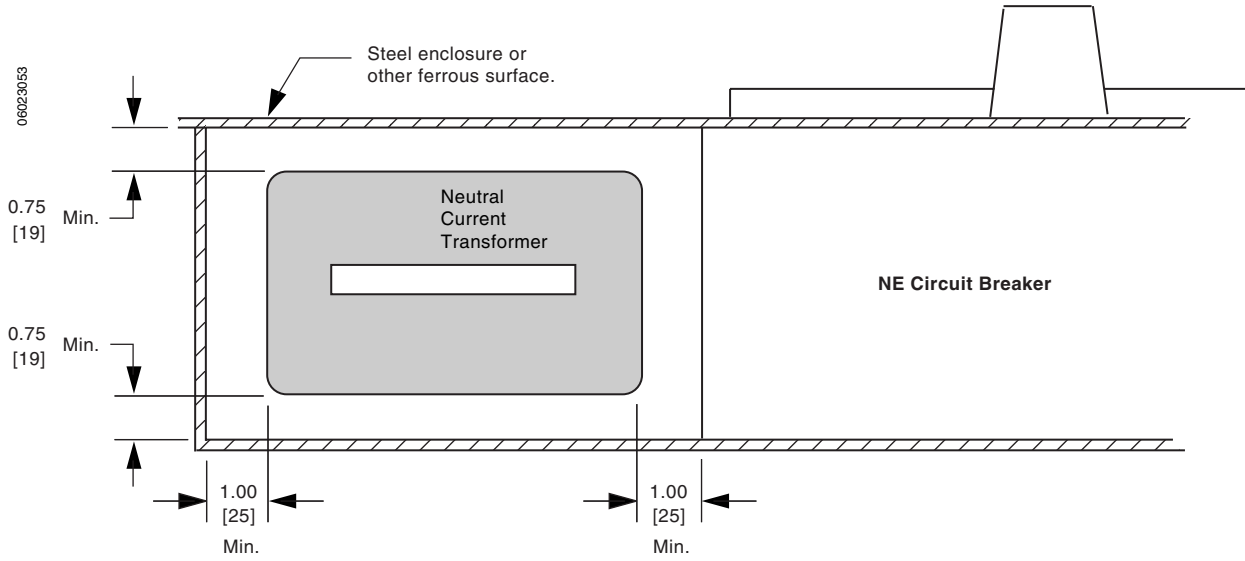 06023053
Steel enclosure or
other ferrous surface.
0.75
[19]
Min.
Neutral
Current
Transformer
NE Circuit Breaker
0.75
[19]
Min.
1.00
[25]
Min.
1.00
[25]
Min.